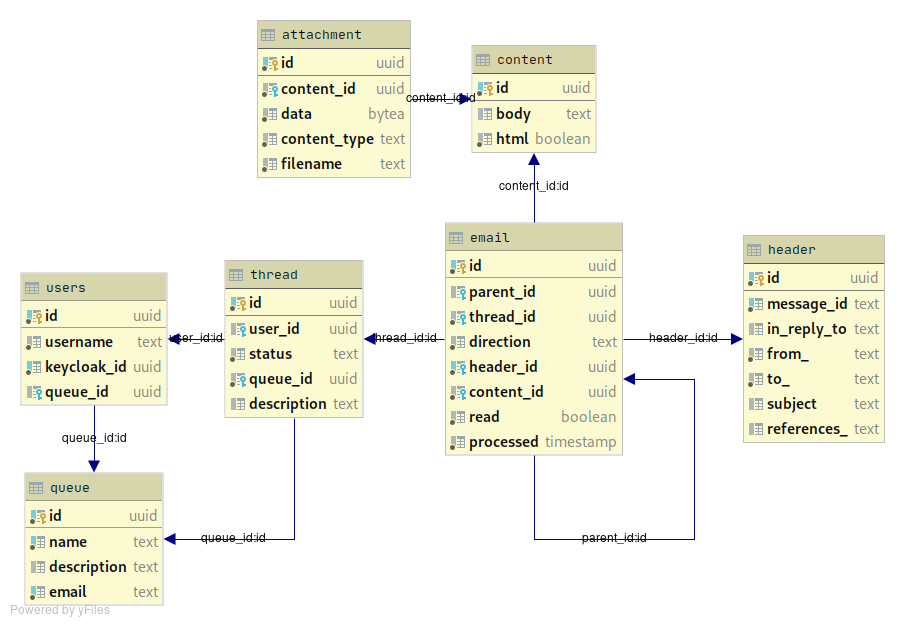 attachment
id uuid
content_id uuid
data bytea
content_type text
filename text
content_id:id
content
id uuid
body text
html boolean
content_id:id
email
id uuid
parent_id uuid
thread_id uuid
direction text
header_id uuid
content_id uuid
read boolean
processed timestamp
header_id:id
header
id uuid
message_id text
in_reply_to text
from_ text
to_ text
subject text
references_ text
users
id uuid
username text
keycloak_id uuid
queue_id uuid
user_id:id
thread
id uuid
user_id uuid
status text
queue_id uuid
description text
thread_id:id
queue_id:id
queue
id uuid
name text
description text
email text
queue_id:id
parent_id:id
Powered by yFiles